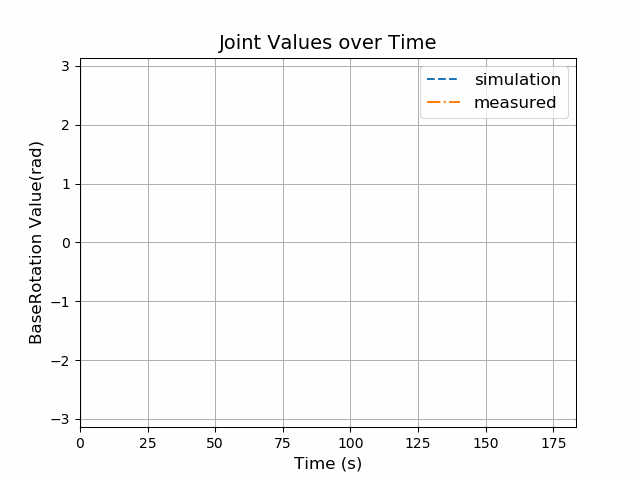 Joint Values over Time
simulation
measured
BaseRotation Value(rad)
3
2
1
0
−1
−2
−3
0 25 50 75 100 125 150 175
Time (s)